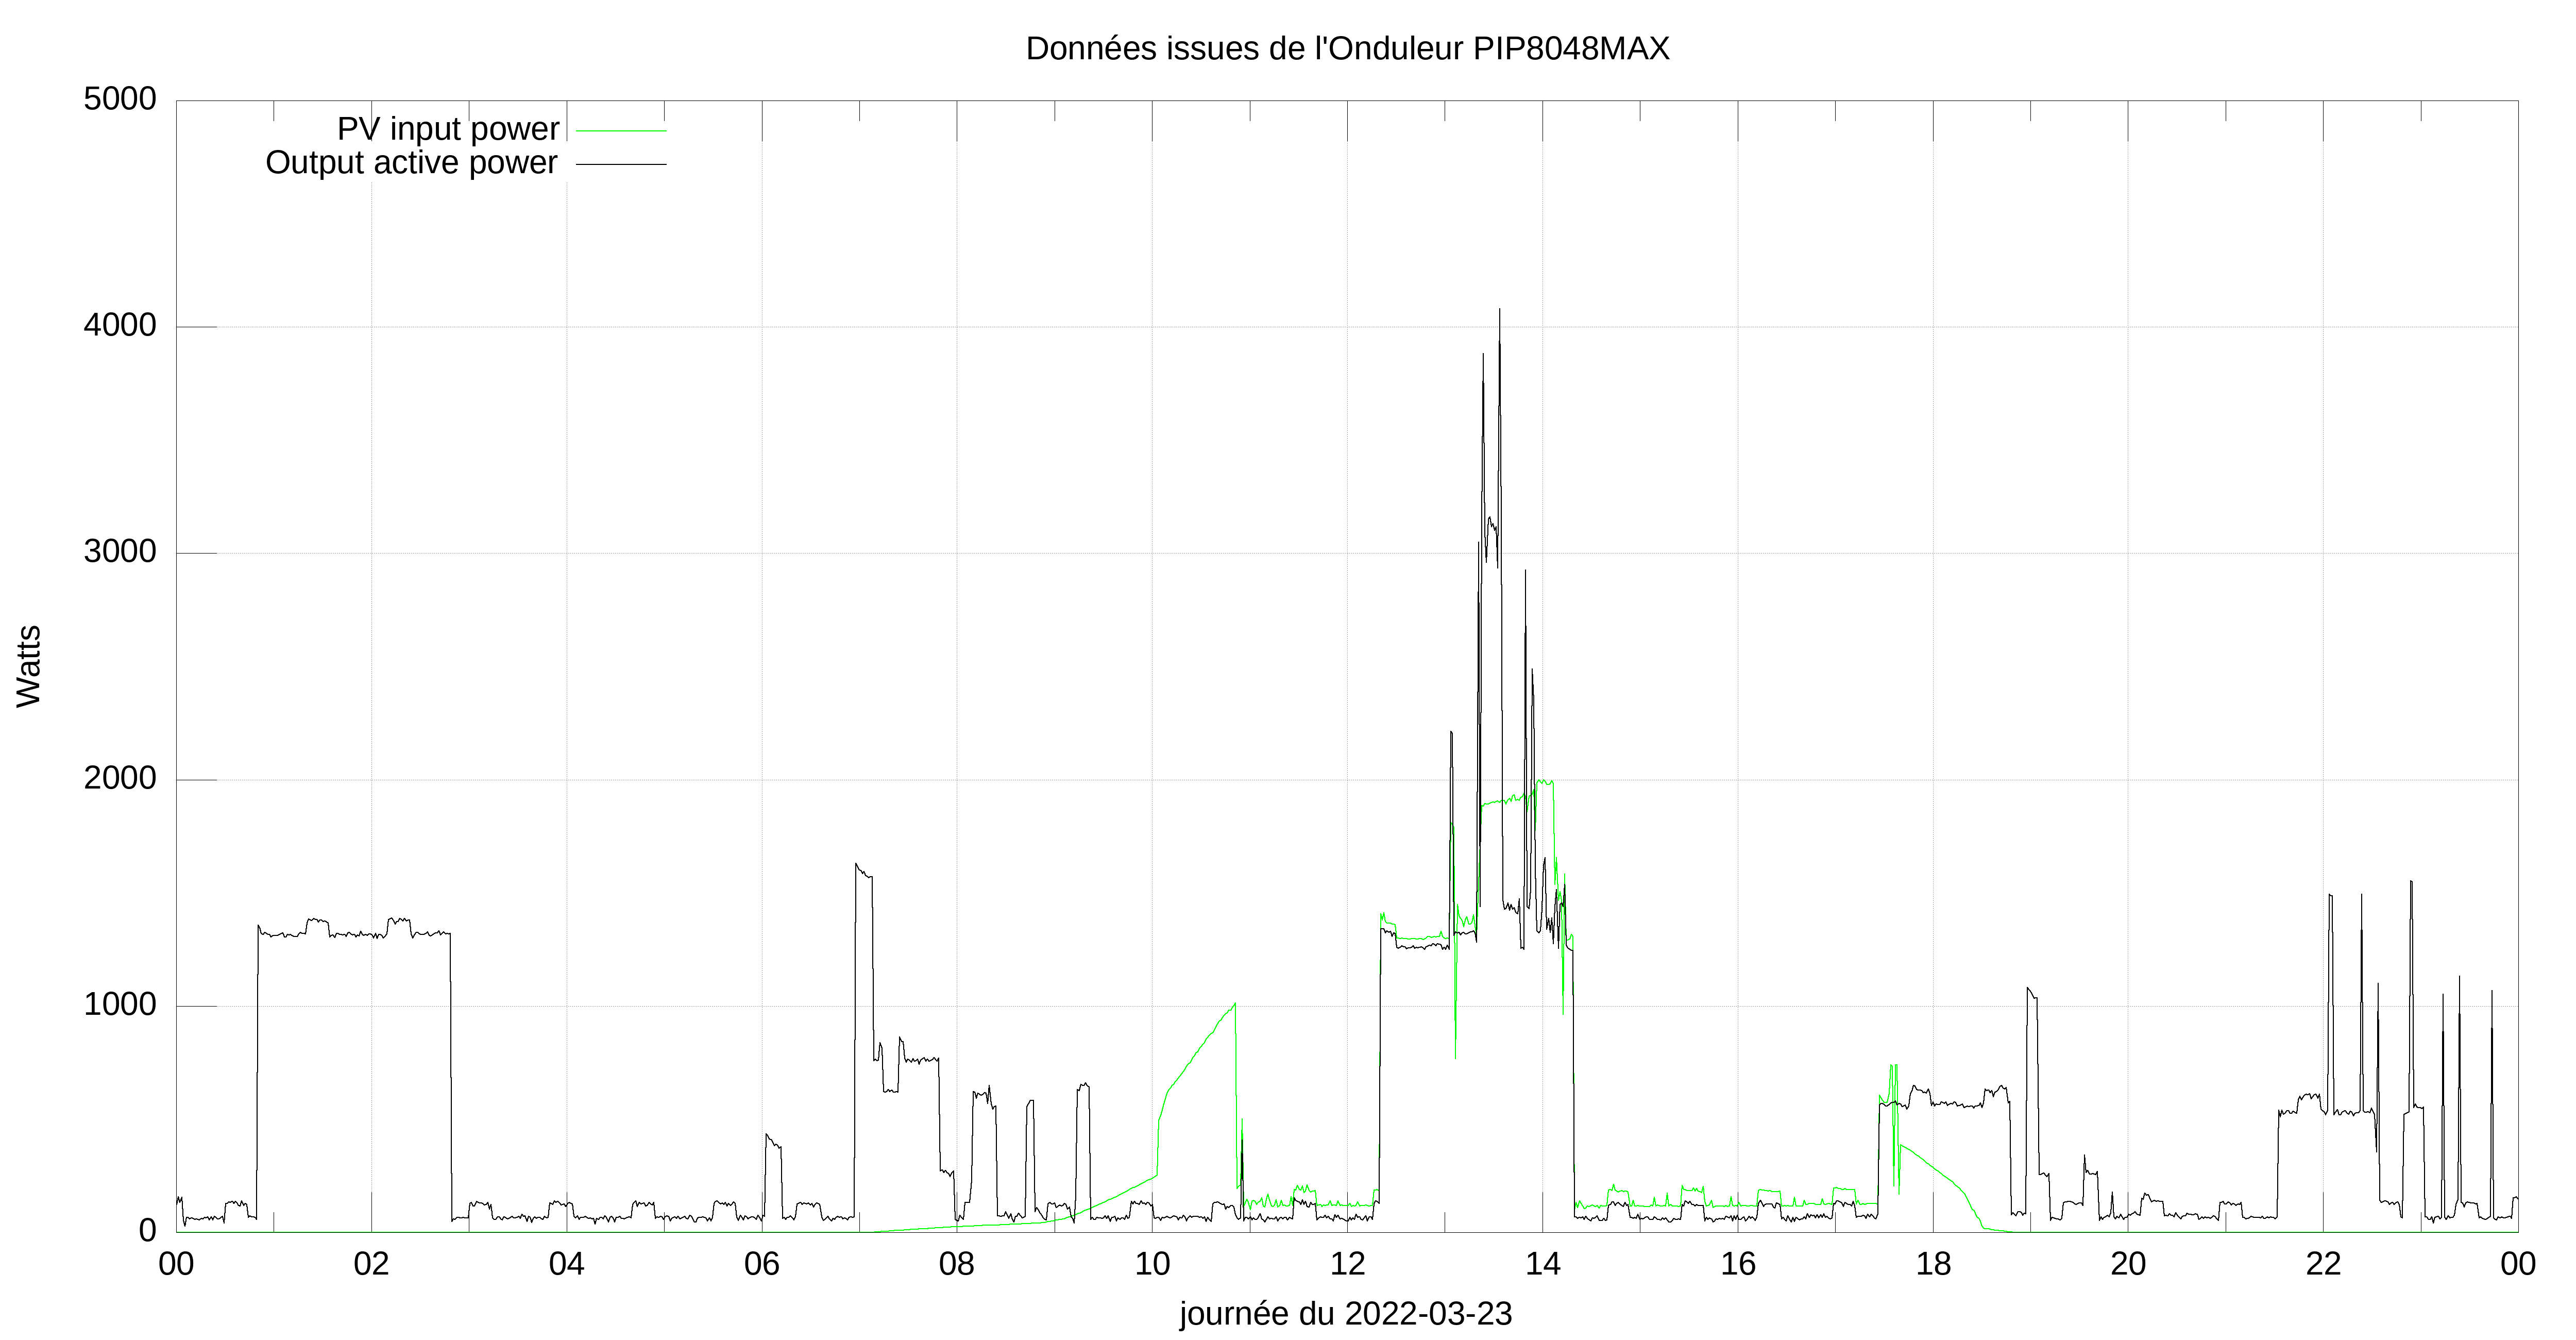 Données issues de l'Onduleur PIP8048MAX
5000
4000
3000
2000
1000
0
PV input power
Output active power
Watts
00 02 04 06 08 10 12 14 16 18 20 22 00
journée du 2022-03-23